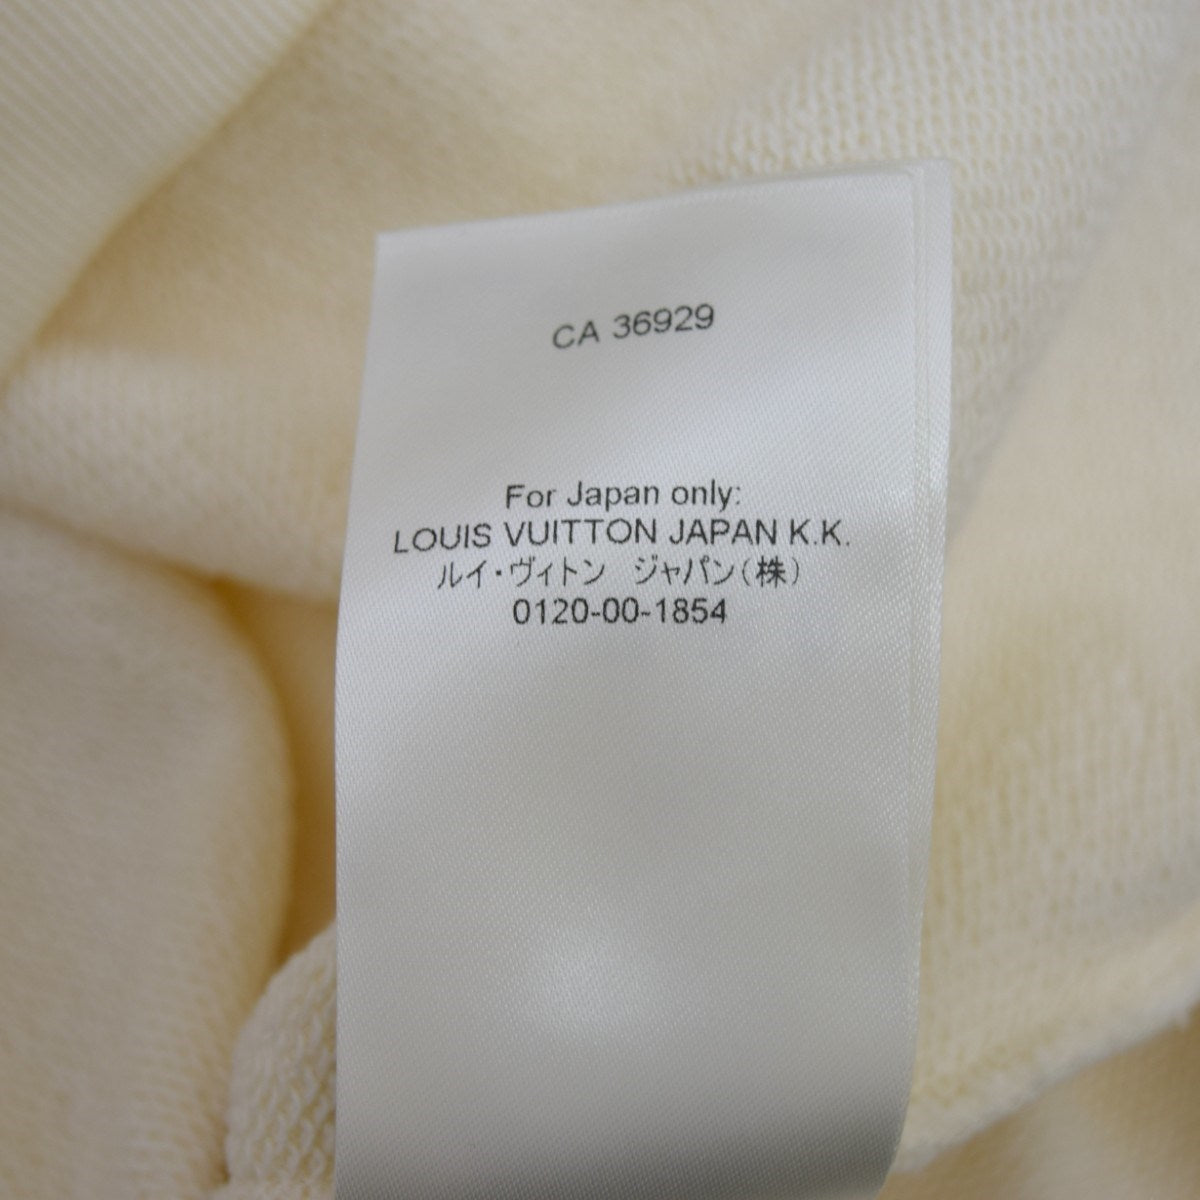 CA 36929
For Japan only:
LOUIS VUITTON JAPAN K.K.
ルイ・ヴィトン　ジャパン（株）
0120-00-1854